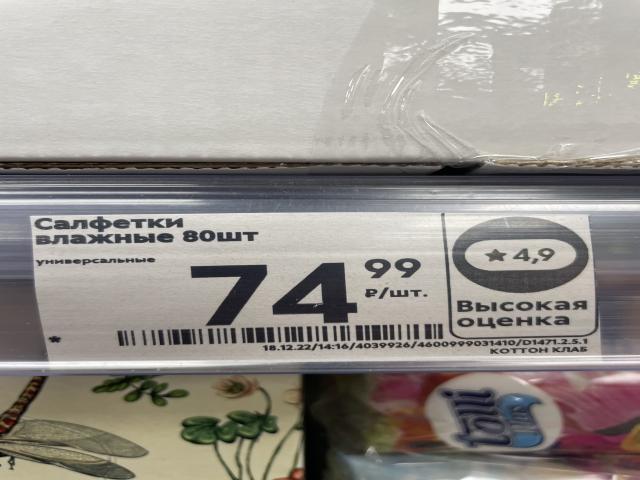 Салфетки
влажные 80шт
универсальные
74 99
₽/шт.
★ 4,9
Высокая
оценка
*
18.12.22/14:16/4039926/4600999031410/D1471.2.5.1
КОТТОН КЛАБ